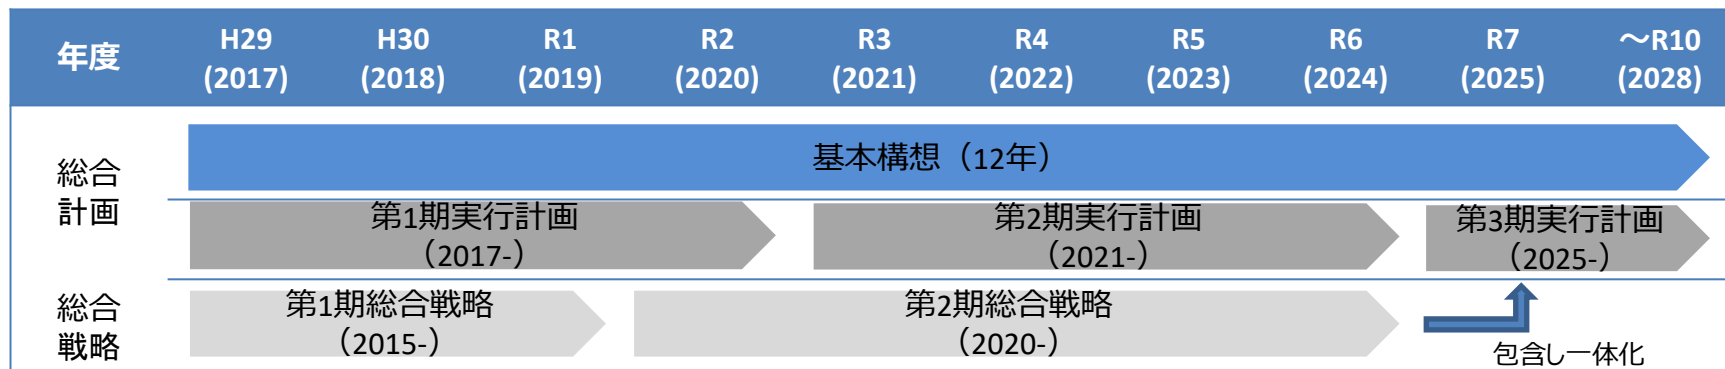 年度
H29 H30 R1 R2 R3 R4 R5 R6 R7 ～R10
(2017) (2018) (2019) (2020) (2021) (2022) (2023) (2024) (2025) (2028)
総合
計画
基本構想（12年）
第1期実行計画
（2017-）
第2期実行計画
（2021-）
第3期実行計画
（2025-）
総合
戦略
第1期総合戦略
（2015-）
第2期総合戦略
（2020-）
包含し一体化